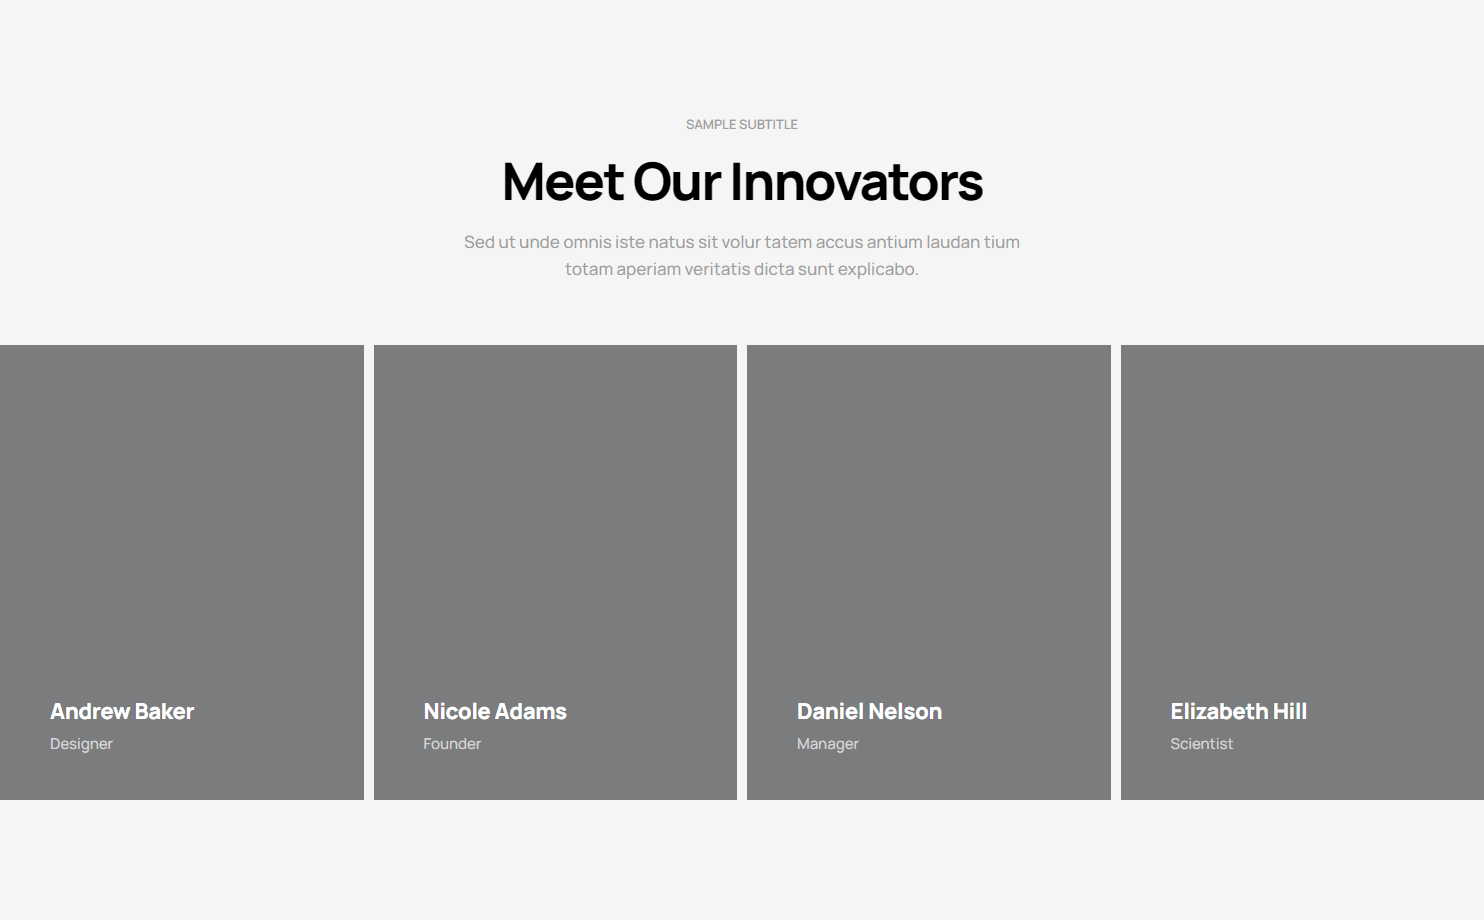 SAMPLE SUBTITLE
Meet Our Innovators
Sed ut unde omnis iste natus sit volur tatem accus antium laudan tium
totam aperiam veritatis dicta sunt explicabo.
Andrew Baker
Designer
Nicole Adams
Founder
Daniel Nelson
Manager
Elizabeth Hill
Scientist